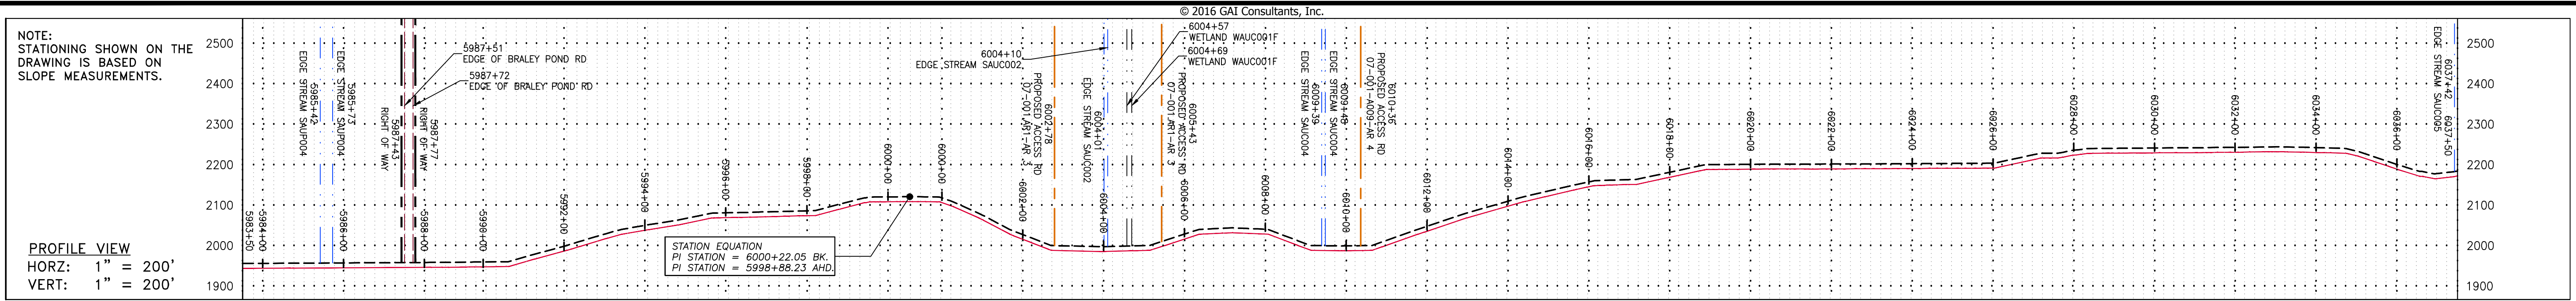 © 2016 GAI Consultants, Inc.
NOTE:
STATIONING SHOWN ON THE
DRAWING IS BASED ON
SLOPE MEASUREMENTS.
PROFILE VIEW
HORZ: 1" = 200'
VERT: 1" = 200'
2500
2400
2300
2200
2100
2000
1900
5983+50
5984+00
EDGE STREAM SAUP004
5985+42
EDGE STREAM SAUP004
5985+73
5986+00
RIGHT OF WAY
5987+43
5987+51
EDGE OF BRALEY POND RD
5987+72
EDGE OF BRALEY POND RD
RIGHT OF WAY
5987+77
5988+00
5990+00
5992+00
5994+00
5996+00
5998+00
6000+00
STATION EQUATION
PI STATION = 6000+22.05 BK.
PI STATION = 5998+88.23 AHD.
6000+00
6002+00
PROPOSED ACCESS RD
07-001.AR1-AR 3
6002+78
EDGE STREAM SAUC002
6004+01
6004+00
6004+10
EDGE STREAM SAUC002
6004+57
WETLAND WAUC001F
6004+69
WETLAND WAUC001F
PROPOSED ACCESS RD
07-001.AR1-AR 3
6005+43
6006+00
6008+00
EDGE STREAM SAUC004
6009+39
EDGE STREAM SAUC004
6009+48
6010+00
PROPOSED ACCESS RD
07-001-A009-AR 4
6010+36
6012+00
6014+00
6016+00
6018+00
6020+00
6022+00
6024+00
6026+00
6028+00
6030+00
6032+00
6034+00
6036+00
EDGE STREAM SAUC005
6037+42
6037+50
2500
2400
2300
2200
2100
2000
1900